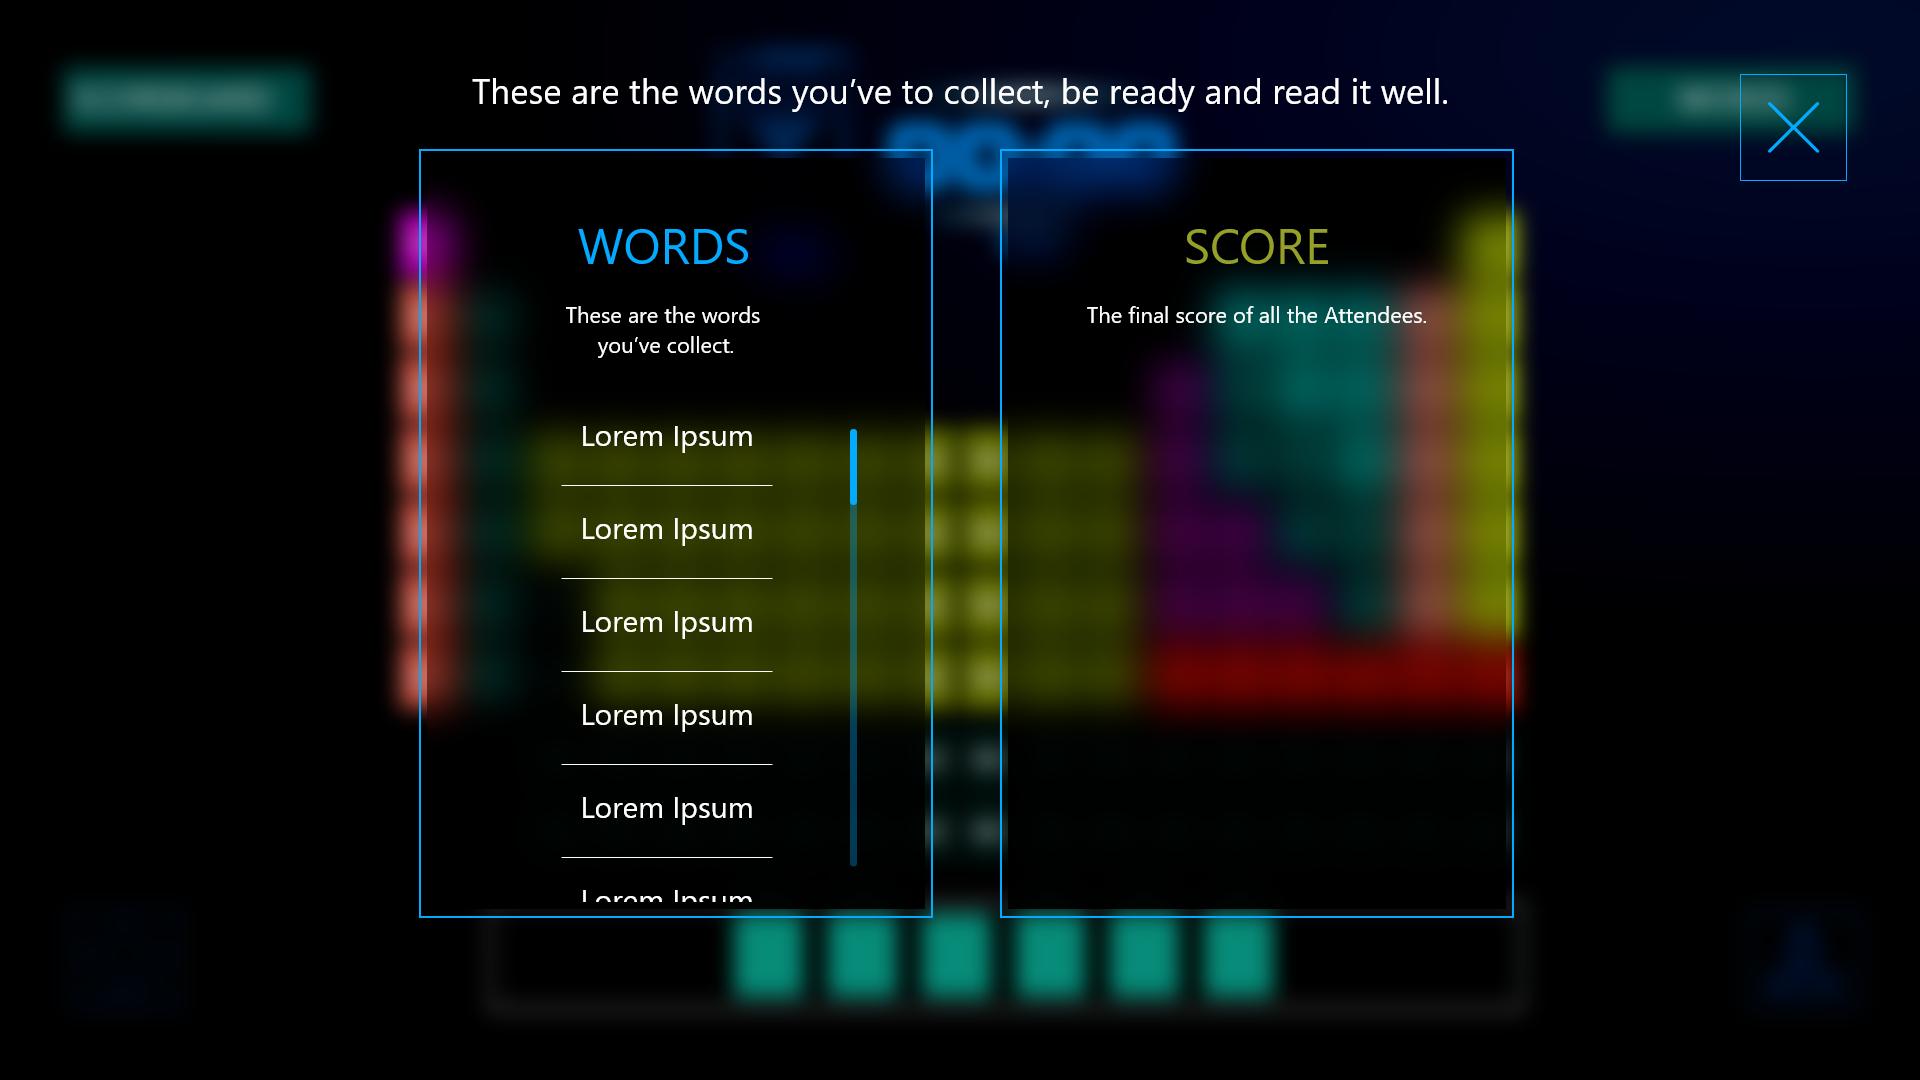 These are the words you’ve to collect, be ready and read it well.
WORDS
These are the words
you’ve collect.
Lorem Ipsum
Lorem Ipsum
Lorem Ipsum
Lorem Ipsum
Lorem Ipsum
Lorem Ipsum
SCORE
The final score of all the Attendees.